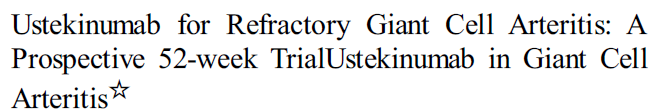 Ustekinumab for Refractory Giant Cell Arteritis: A
Prospective 52-week TrialUstekinumab in Giant Cell
Arteritis☆